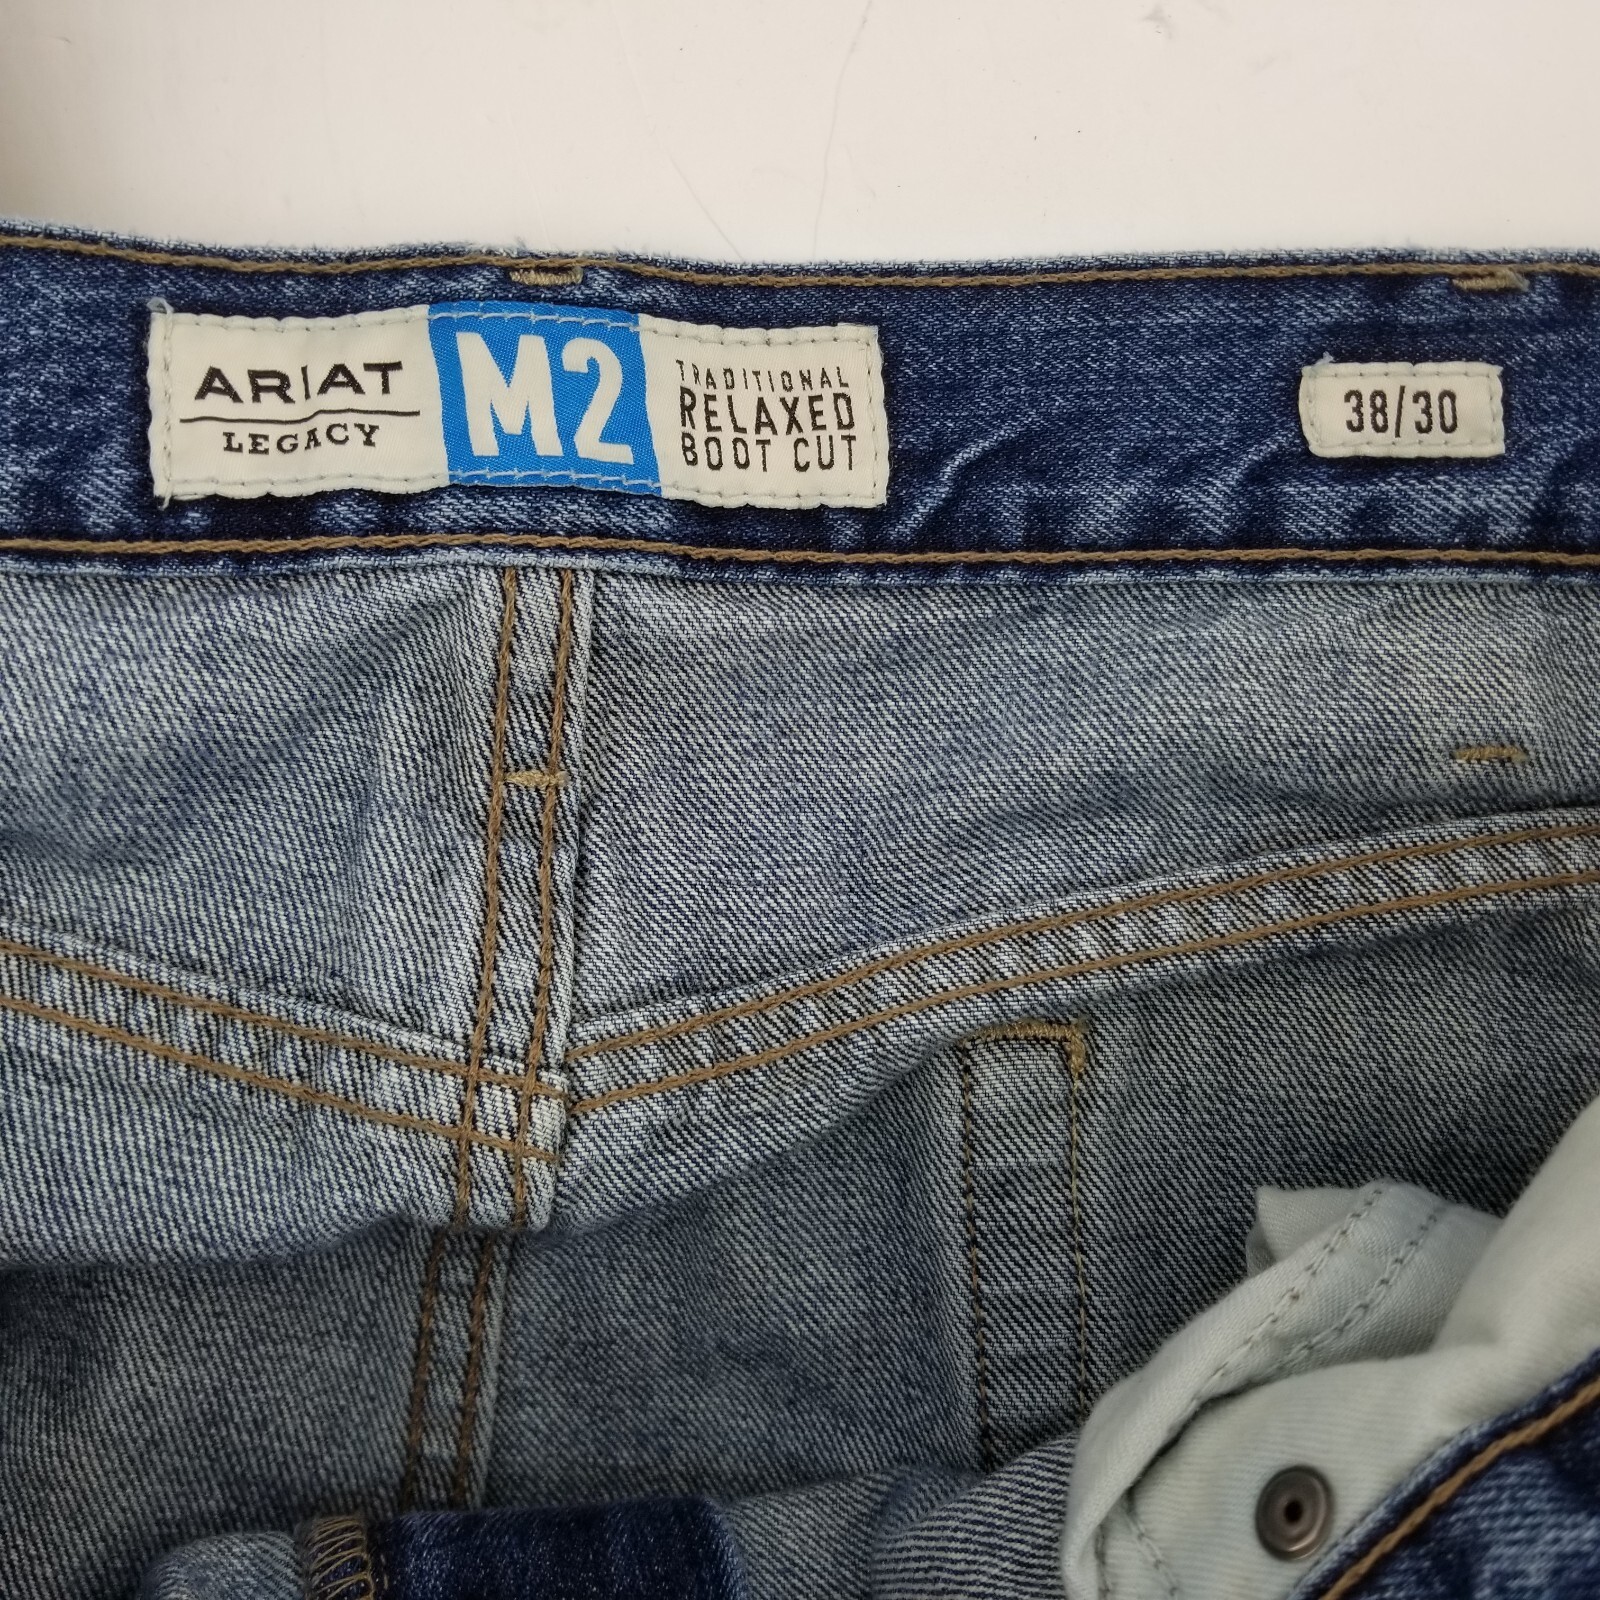 ARIAT
LEGACY
M2
TRADITIONAL
RELAXED
BOOT CUT
38/30